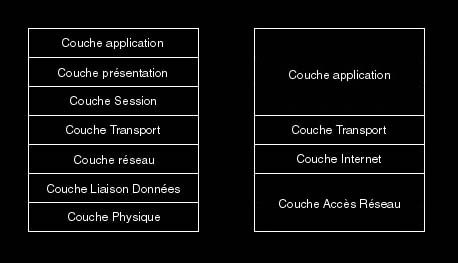 Couche application
Couche présentation
Couche Session
Couche Transport
Couche réseau
Couche Liaison Données
Couche Physique
Couche application
Couche Transport
Couche Internet
Couche Accès Réseau